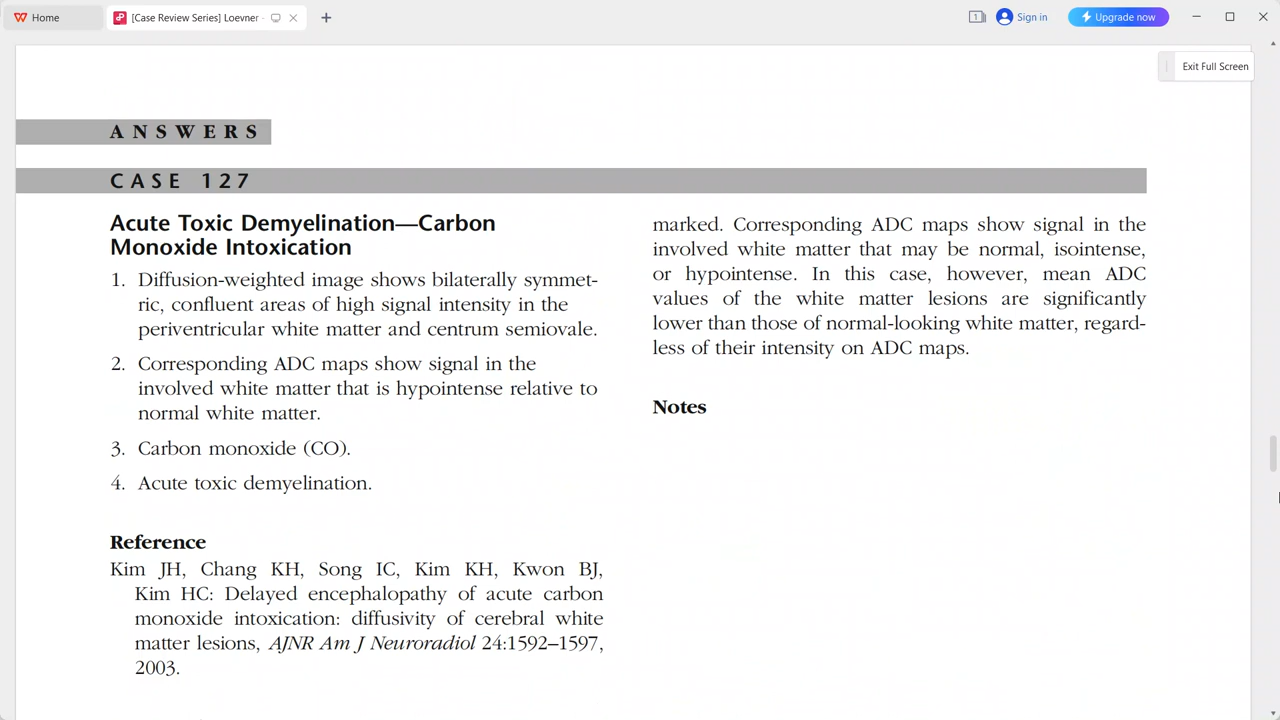 Home
[Case Review Series] Loevner
Sign in
Upgrade now
Exit Full Screen
ANSWERS
CASE 127
Acute Toxic Demyelination—Carbon
Monoxide Intoxication
1. Diffusion-weighted image shows bilaterally symmet-
ric, confluent areas of high signal intensity in the
periventricular white matter and centrum semiovale.
2. Corresponding ADC maps show signal in the
involved white matter that is hypointense relative to
normal white matter.
3. Carbon monoxide (CO).
4. Acute toxic demyelination.
Reference
Kim JH, Chang KH, Song IC, Kim KH, Kwon BJ,
Kim HC: Delayed encephalopathy of acute carbon
monoxide intoxication: diffusivity of cerebral white
matter lesions, AJNR Am J Neuroradiol 24:1592–1597,
2003.
marked. Corresponding ADC maps show signal in the
involved white matter that may be normal, isointense,
or hypointense. In this case, however, mean ADC
values of the white matter lesions are significantly
lower than those of normal-looking white matter, regard-
less of their intensity on ADC maps.
Notes